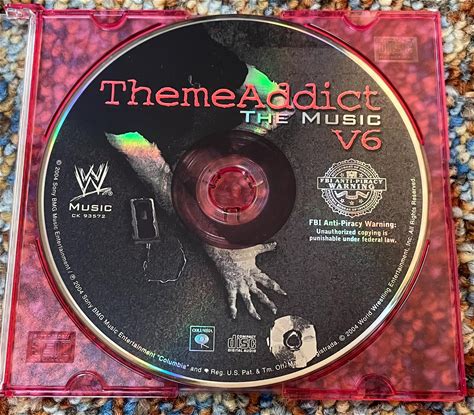 ThemeAddict
THE MUSIC
V6
W
MUSIC
CK 93572
FBI ANTI-PIRACY
WARNING
FBI Anti-Piracy Warning:
Unauthorized copying is
punishable under federal law.
COLUMBIA
COMPACT
disc
DIGITAL AUDIO
© 2004 Sony BMG Music Entertainment / ℗ 2004 Sony BMG Music Entertainment
"Columbia" and
Reg. U.S. Pat. & Tm. Off.
© 2004 World Wrestling Entertainment, Inc. All Rights Reserved.